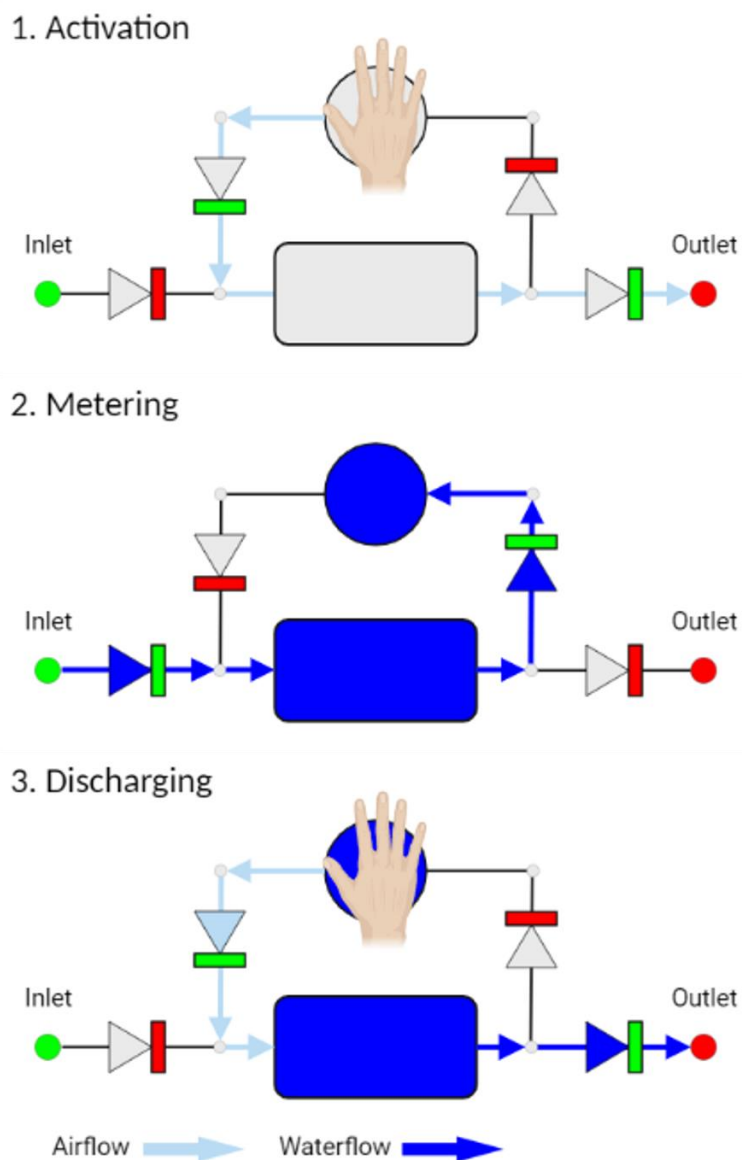 1. Activation
Inlet
Outlet
2. Metering
Inlet
Outlet
3. Discharging
Inlet
Outlet
Airflow
Waterflow